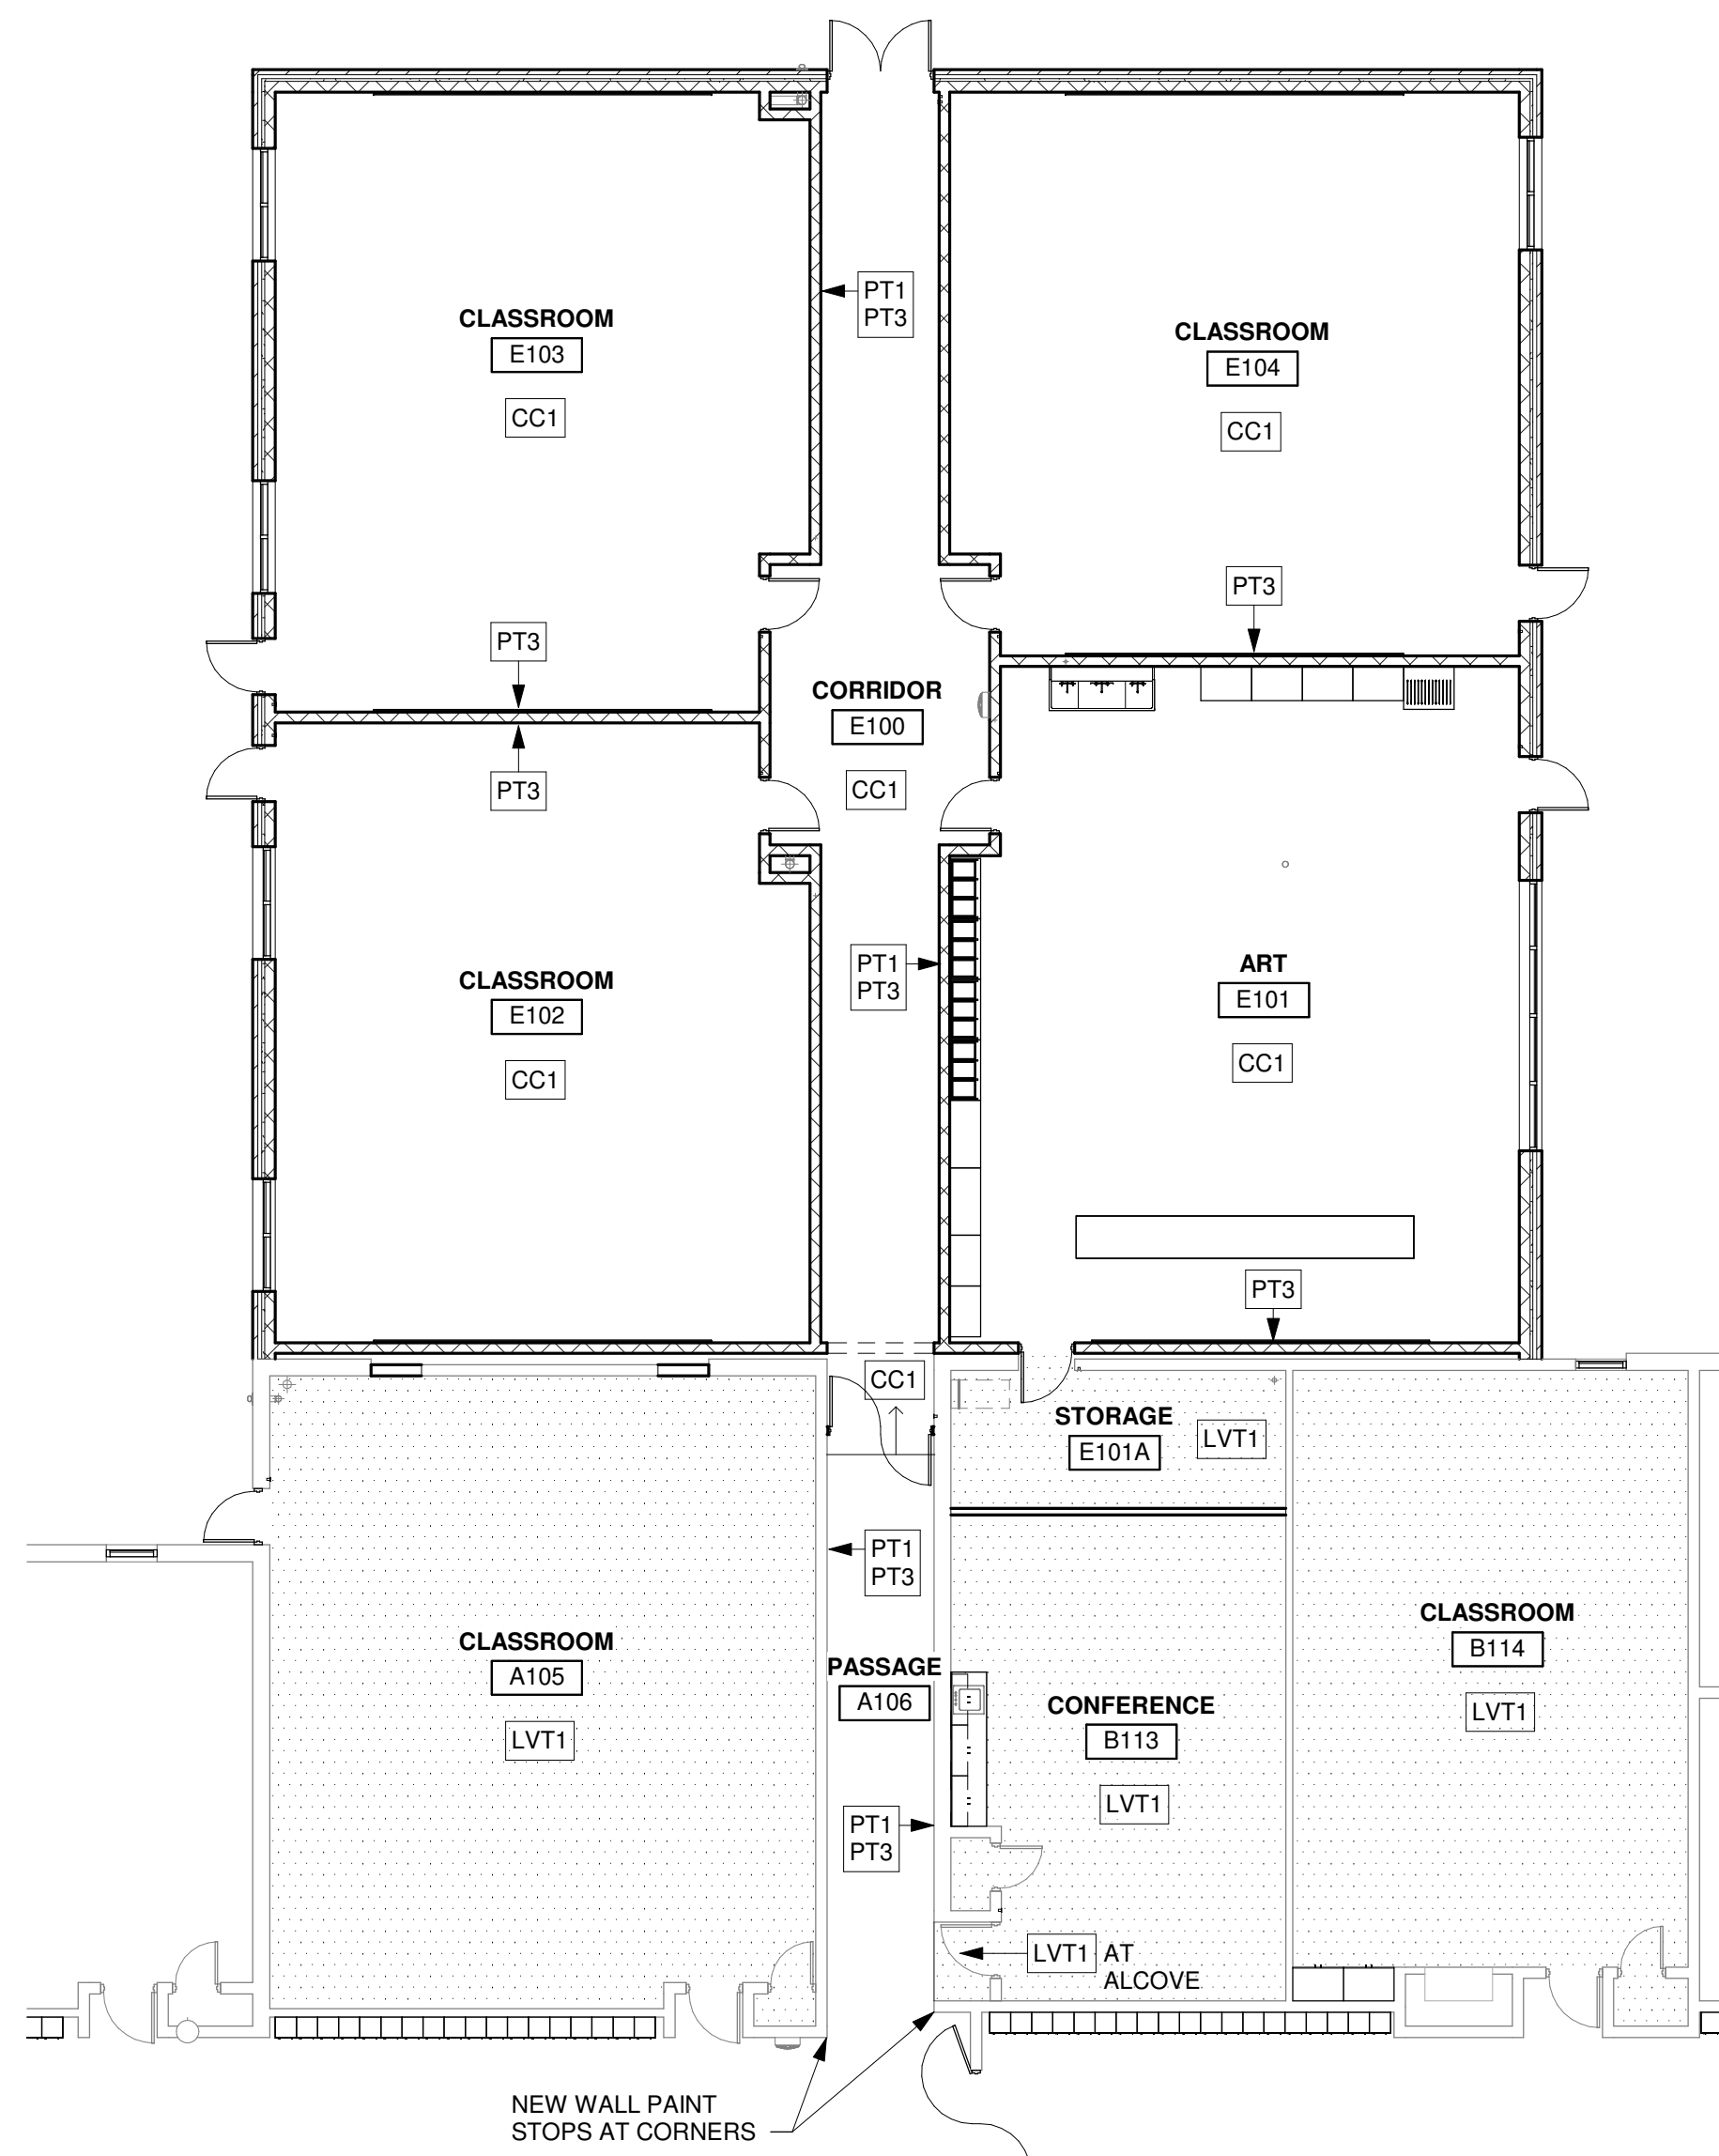 PT1
PT3
CLASSROOM
E103
CC1
CLASSROOM
E104
CC1
PT3
PT3
CORRIDOR
E100
CC1
PT3
PT1
PT3
CLASSROOM
E102
CC1
ART
E101
CC1
PT3
CC1
STORAGE
E101A
LVT1
PT1
PT3
CLASSROOM
A105
LVT1
PASSAGE
A106
CONFERENCE
B113
LVT1
CLASSROOM
B114
LVT1
PT1
PT3
LVT1 AT
ALCOVE
NEW WALL PAINT
STOPS AT CORNERS